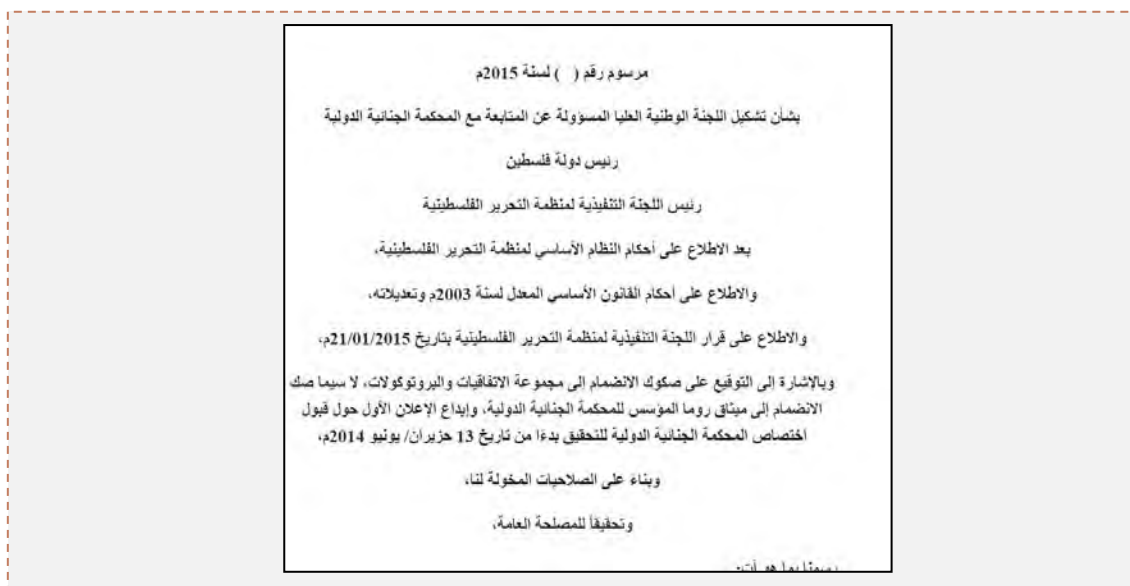 مرسوم رقم ( ) لسنة 2015م
بشأن تشكيل اللجنة الوطنية العليا المسؤولة عن المتابعة مع المحكمة الجنائية الدولية
رئيس دولة فلسطين
رئيس اللجنة التنفيذية لمنظمة التحرير الفلسطينية
بعد الاطلاع على أحكام النظام الأساسي لمنظمة التحرير الفلسطينية،
والاطلاع على أحكام القانون الأساسي المعدل لسنة 2003م وتعديلاته،
والاطلاع على قرار اللجنة التنفيذية لمنظمة التحرير الفلسطينية بتاريخ 21/01/2015م،
وبالإشارة إلى التوقيع على صكوك الانضمام إلى مجموعة الاتفاقيات والبروتوكولات، لا سيما صك
الانضمام إلى ميثاق روما المؤسس للمحكمة الجنائية الدولية، وإيداع الإعلان الأول حول قبول
اختصاص المحكمة الجنائية الدولية للتحقيق بدءا من تاريخ 13 حزيران/ يونيو 2014م،
وبناء على الصلاحيات المخولة لنا،
وتحقيقاً للمصلحة العامة،
رسمنا بما هو آت: